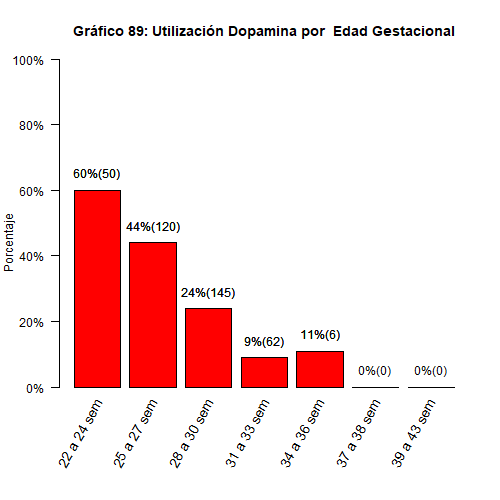 Gráfico 89: Utilización Dopamina por  Edad Gestacional
Porcentaje
100%
80%
60%
40%
20%
0%
60%(50)
44%(120)
24%(145)
9%(62)
11%(6)
0%(0)
0%(0)
22 a 24 sem
25 a 27 sem
28 a 30 sem
31 a 33 sem
34 a 36 sem
37 a 38 sem
39 a 43 sem